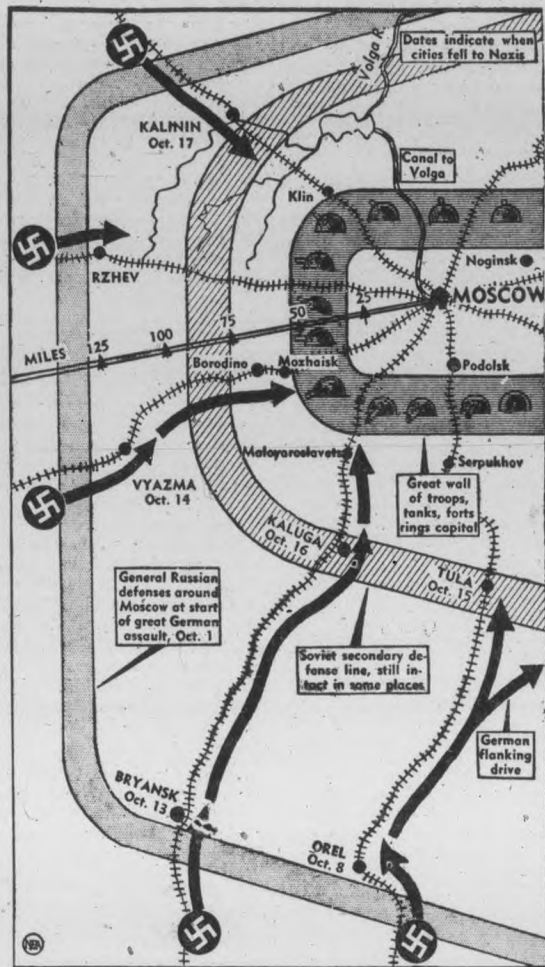 Dates indicate when
cities fell to Nazis
Volga R.
KALININ
Oct. 17
Canal to
Volga
Klin
Noginsk
RZHEV
MOSCOW
25
50
75
100
125
MILES
Borodino
Mozhaisk
Podolsk
Maloyaroslavets
Serpukhov
VYAZMA
Oct. 14
Great wall
of troops,
tanks, forts
rings capital
KALUGA
Oct. 16
TULA
Oct. 15
General Russian
defenses around
Moscow at start
of great German
assault, Oct. 1
Soviet secondary de-
fense line, still in-
tact in some places
German
flanking
drive
BRYANSK
Oct. 13
OREL
Oct. 8
NEA